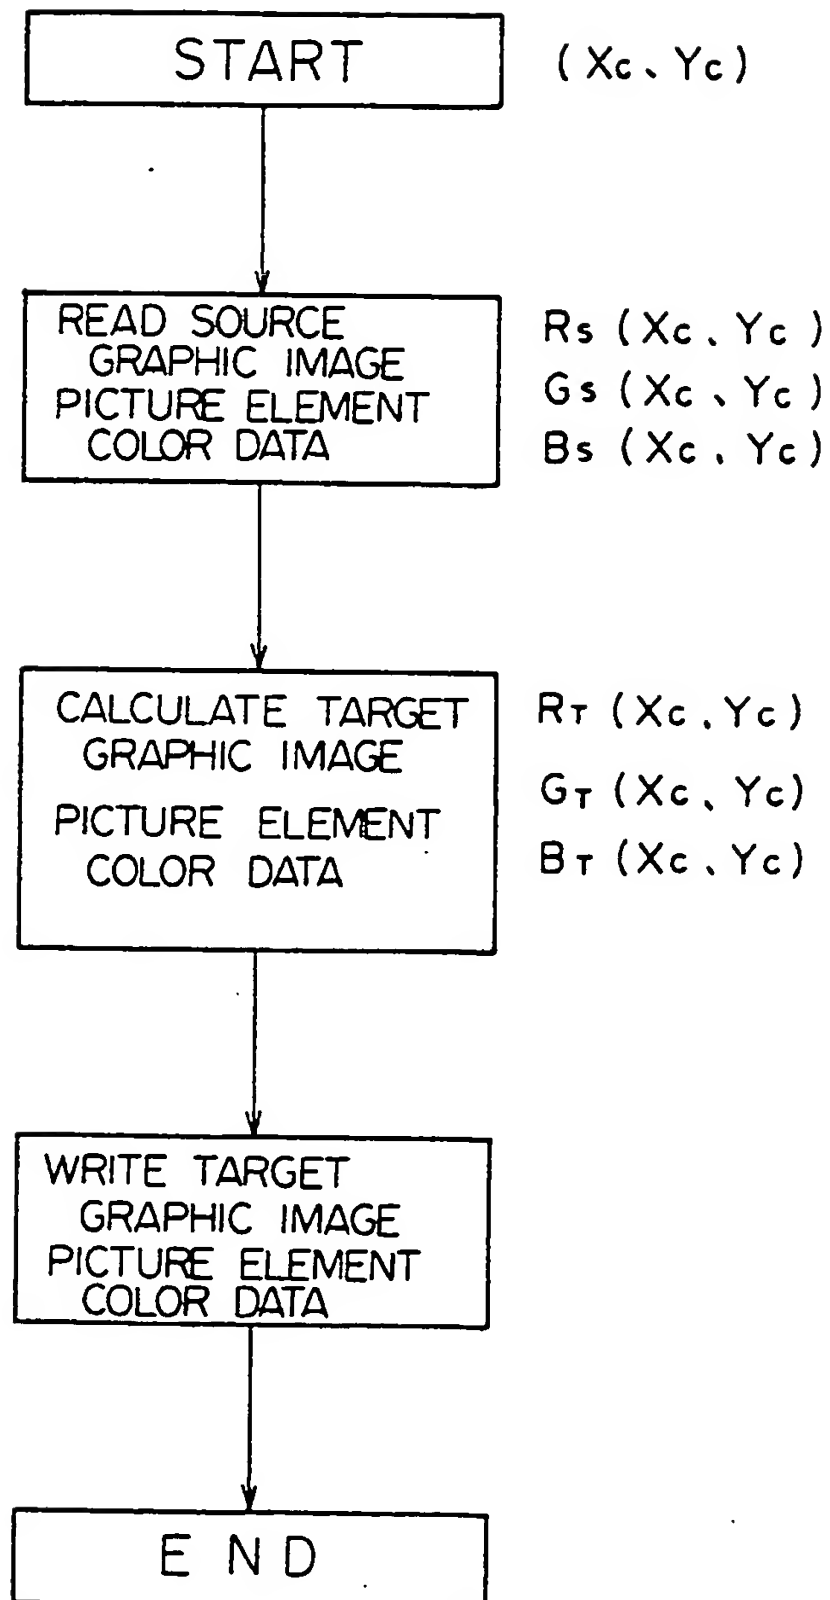 START (Xc、Yc)
READ SOURCE
GRAPHIC IMAGE
PICTURE ELEMENT
COLOR DATA
Rs (Xc、Yc)
Gs (Xc、Yc)
Bs (Xc、Yc)
CALCULATE TARGET
GRAPHIC IMAGE
PICTURE ELEMENT
COLOR DATA
RT (Xc、Yc)
GT (Xc、Yc)
BT (Xc、Yc)
WRITE TARGET
GRAPHIC IMAGE
PICTURE ELEMENT
COLOR DATA
END